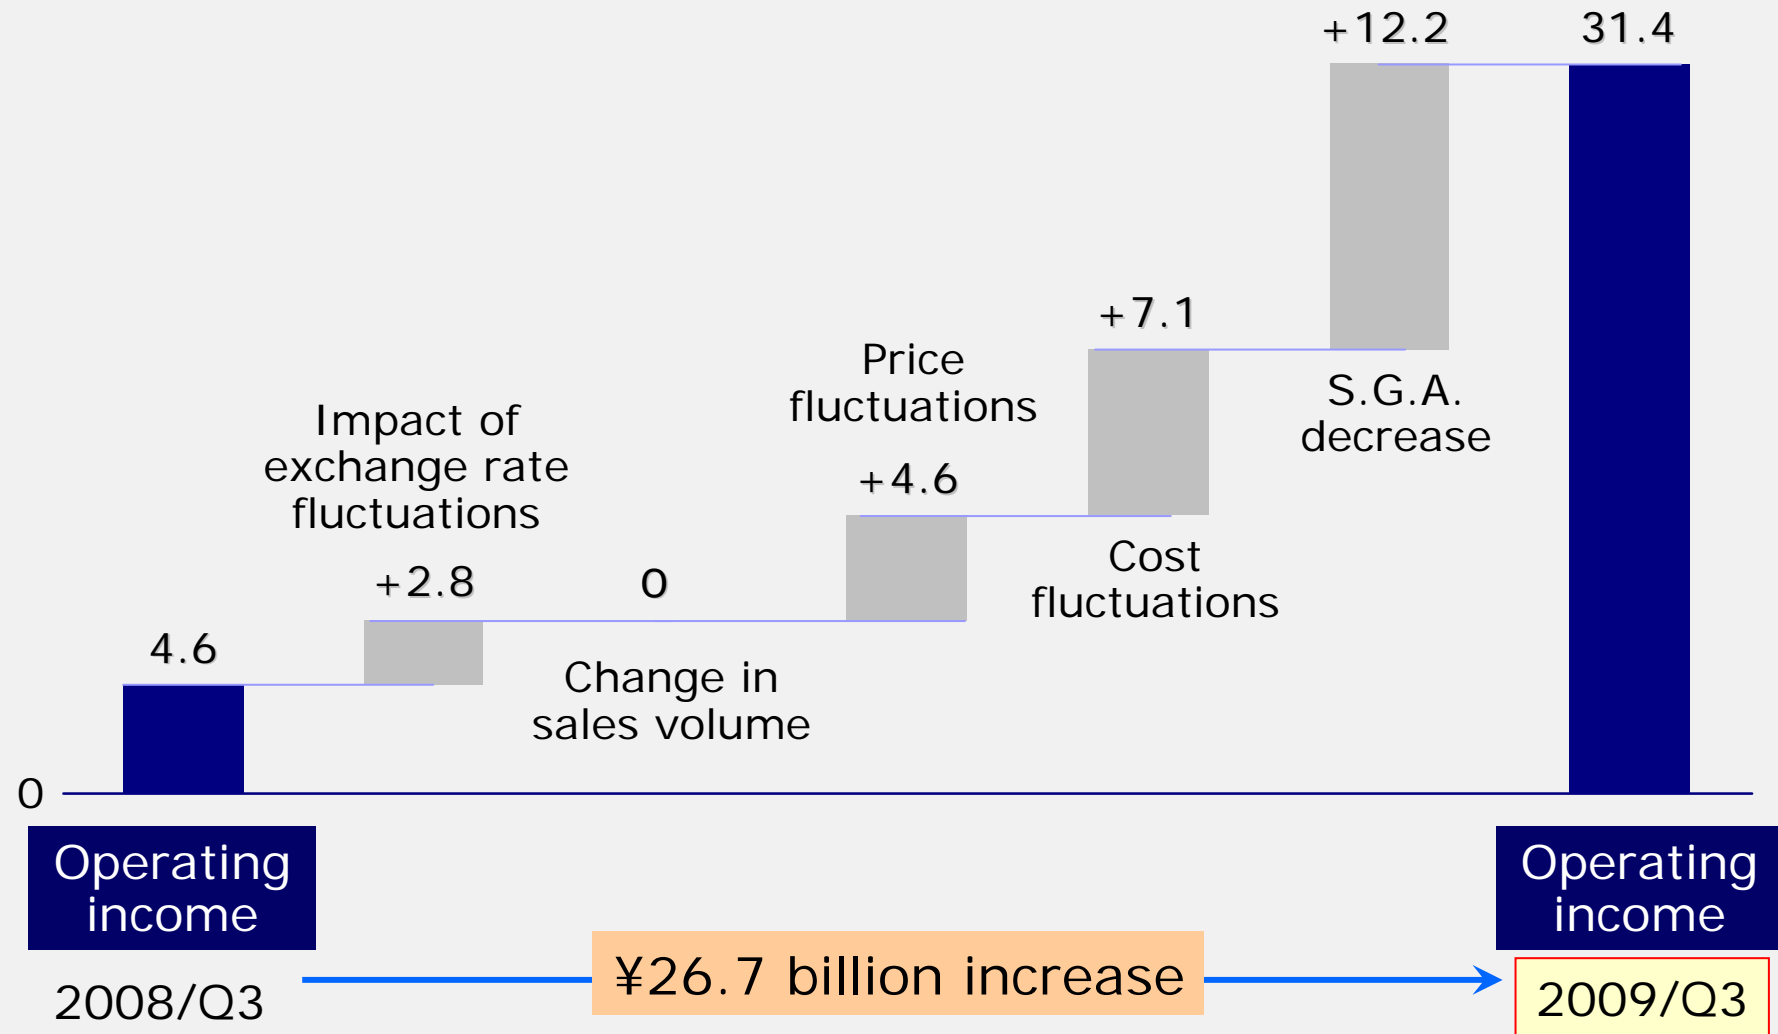 +12.2
31.4
+7.1
Price
fluctuations
S.G.A.
decrease
Impact of
exchange rate
fluctuations
+4.6
Cost
fluctuations
+2.8
0
4.6
Change in
sales volume
0
Operating
income
Operating
income
¥26.7 billion increase
2008/Q3
2009/Q3